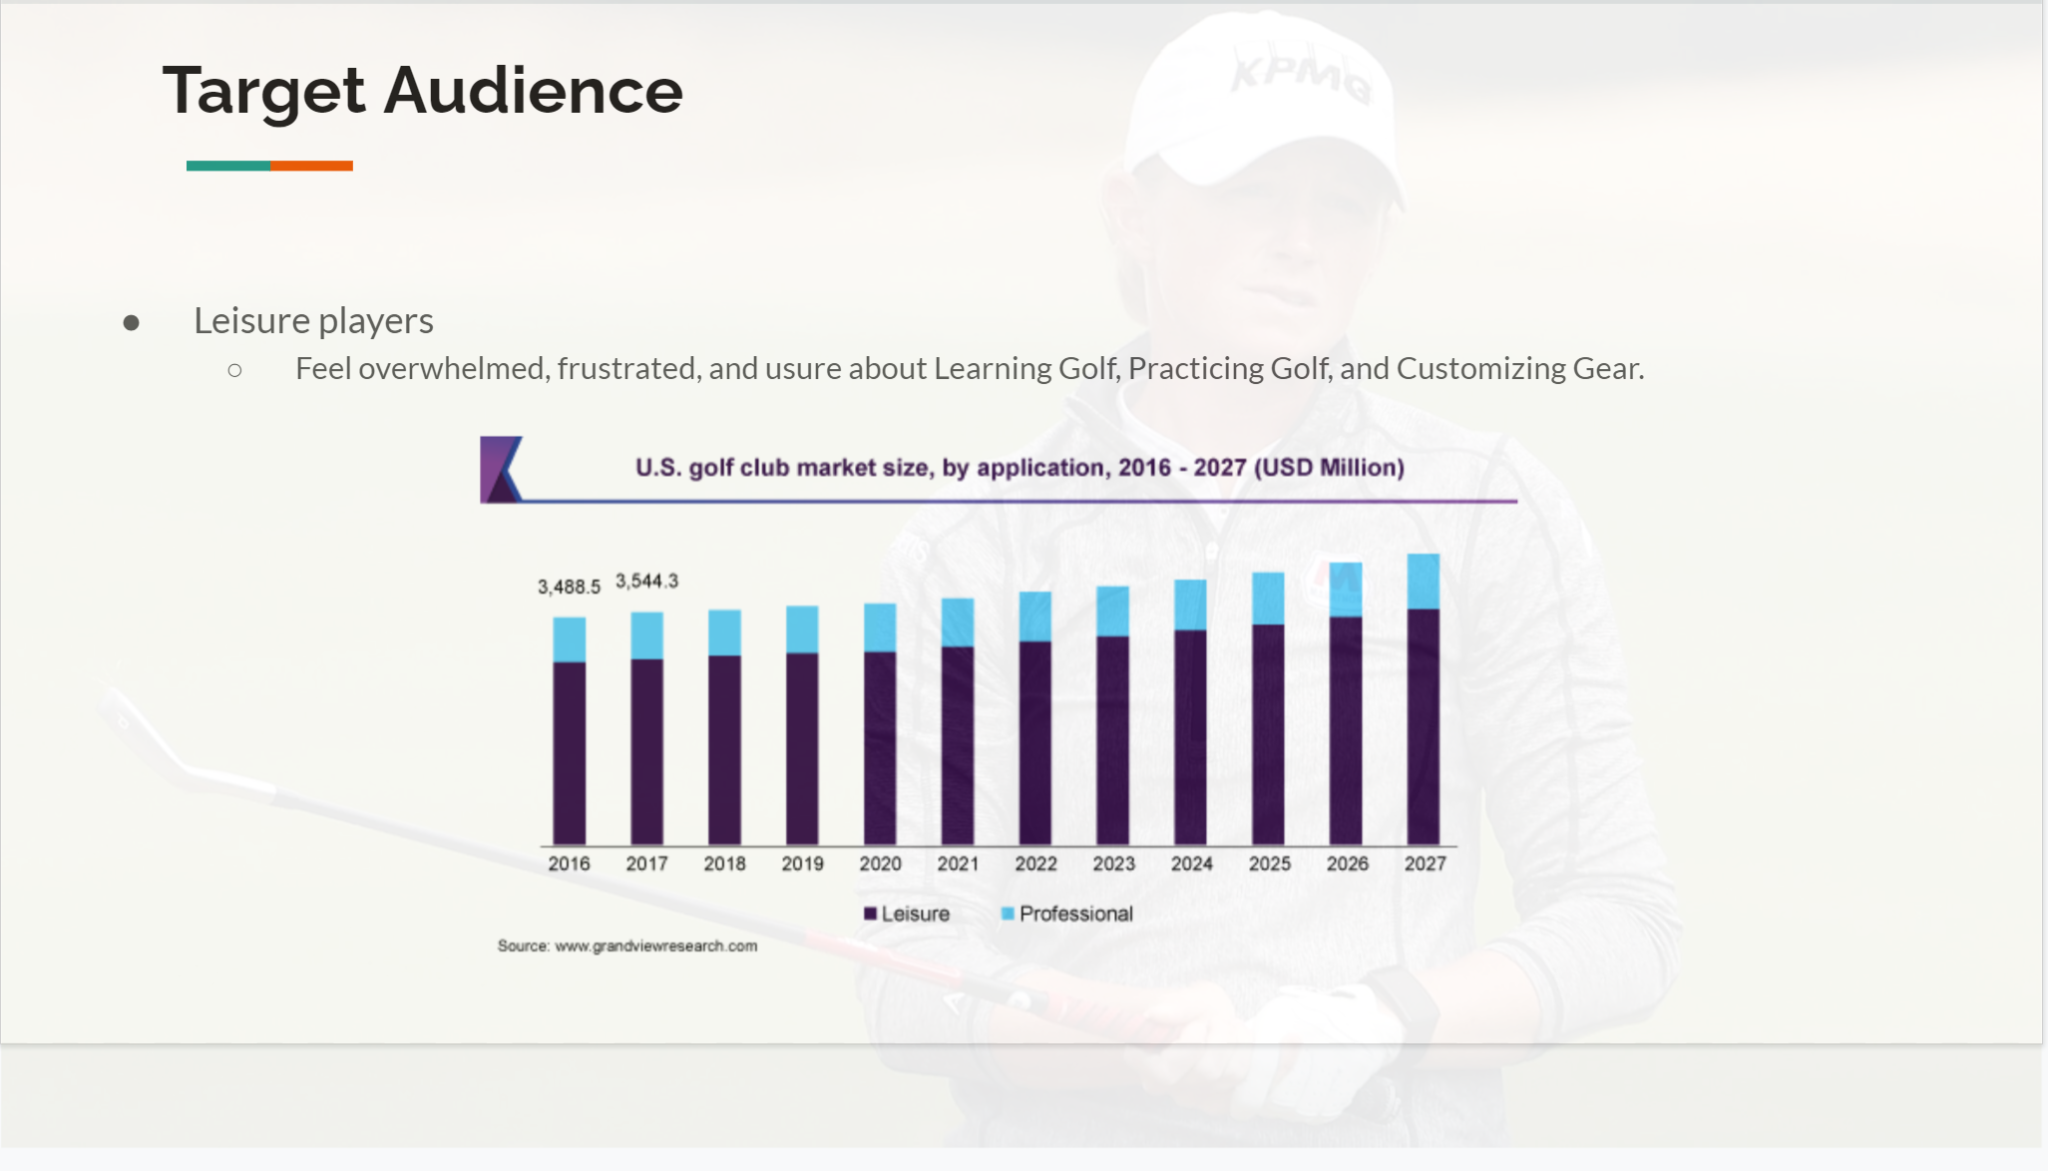 KPMG
Target Audience
● Leisure players
○ Feel overwhelmed, frustrated, and usure about Learning Golf, Practicing Golf, and Customizing Gear.
U.S. golf club market size, by application, 2016 - 2027 (USD Million)
3,488.5 3,544.3
2016 2017 2018 2019 2020 2021 2022 2023 2024 2025 2026 2027
Leisure Professional
Source: www.grandviewresearch.com